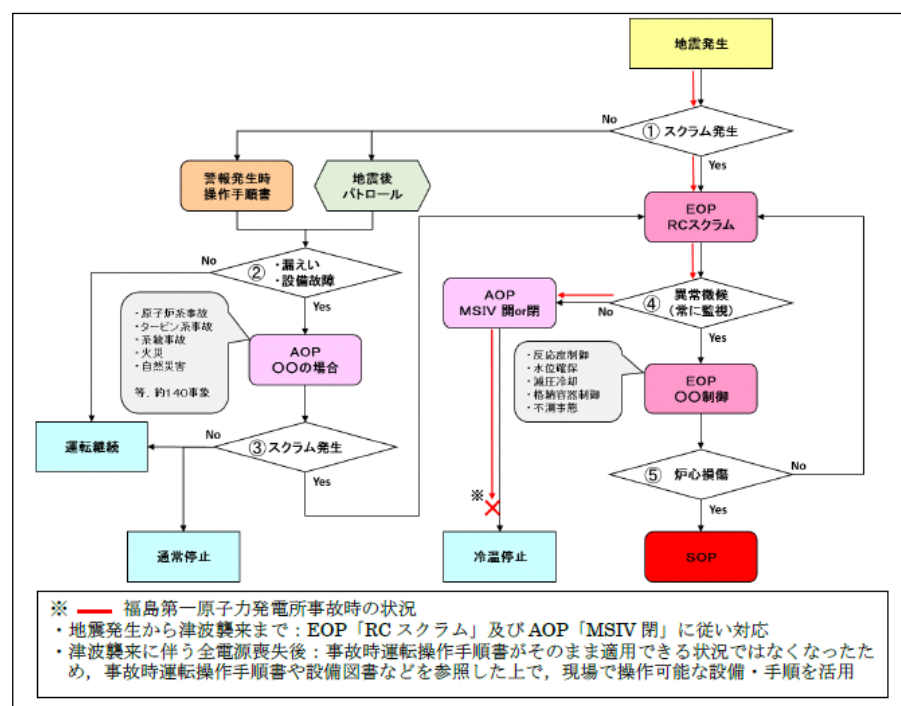 地震発生
No
①スクラム発生
Yes
警報発生時
操作手順書
地震後
パトロール
EOP
RCスクラム
No
②
・漏えい
・設備故障
Yes
AOP
MSIV 開or閉
No
④
異常徴候
(常に監視)
Yes
・原子炉系事故
・タービン系事故
・系統事故
・火災
・自然災害
等、約140事象
AOP
〇〇の場合
・反応度制御
・水位確保
・減圧冷却
・格納容器制御
・不測事態
EOP
〇〇制御
運転継続
No
③スクラム発生
Yes
⑤炉心損傷
No
Yes
※
通常停止
冷温停止
SOP
※ 福島第一原子力発電所事故時の状況
・地震発生から津波襲来まで：EOP「RC スクラム」及び AOP「MSIV 閉」に従い対応
・津波襲来に伴う全電源喪失後：事故時運転操作手順書がそのまま適用できる状況ではなくなったた
め，事故時運転操作手順書や設備図書などを参照した上で，現場で操作可能な設備・手順を活用